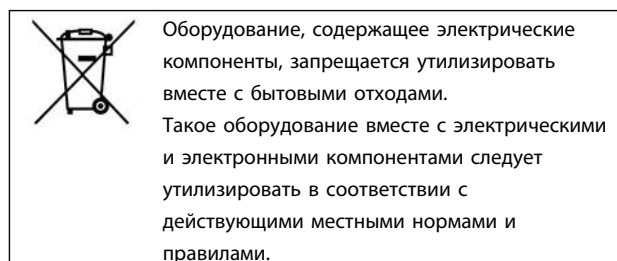 Оборудование, содержащее электрические
компоненты, запрещается утилизировать
вместе с бытовыми отходами.
Такое оборудование вместе с электрическими
и электронными компонентами следует
утилизировать в соответствии с
действующими местными нормами и
правилами.